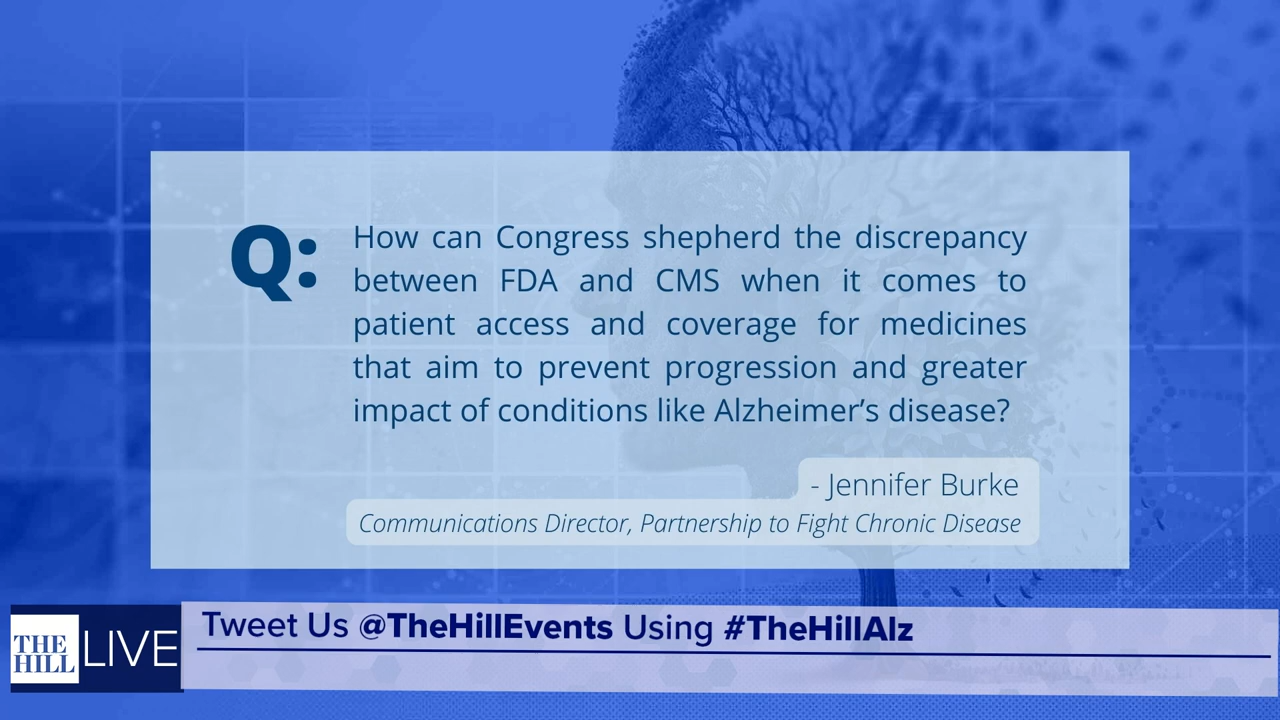 Q:
How can Congress shepherd the discrepancy
between FDA and CMS when it comes to
patient access and coverage for medicines
that aim to prevent progression and greater
impact of conditions like Alzheimer’s disease?
- Jennifer Burke
Communications Director, Partnership to Fight Chronic Disease
THE
HILL
LIVE
Tweet Us @TheHillEvents Using #TheHillAlz